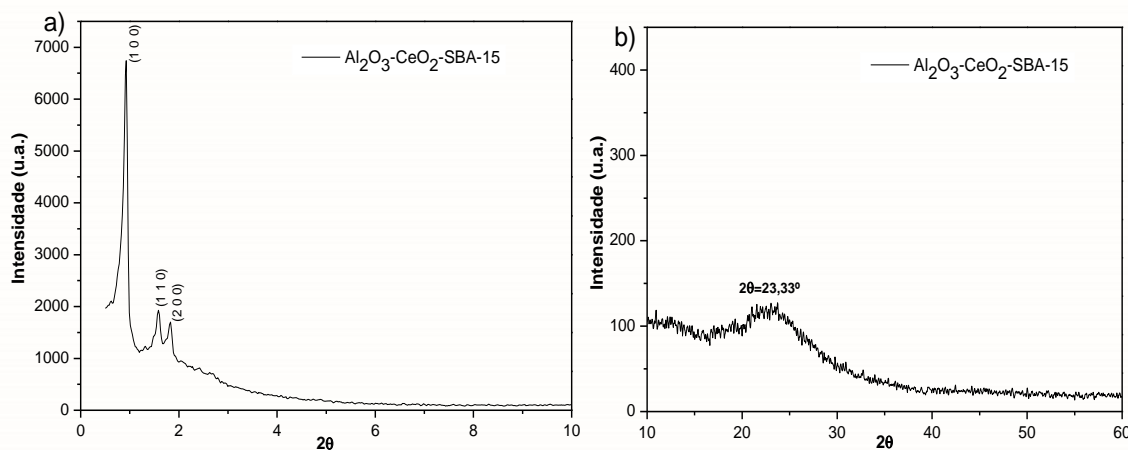 a)
Al₂O₃-CeO₂-SBA-15
(1 0 0)
(1 1 0)
(2 0 0)
Intensidade (u.a.)
7000
6000
5000
4000
3000
2000
1000
0
0 2 4 6 8 10
2θ
b)
Al₂O₃-CeO₂-SBA-15
2θ=23,33º
Intensidade (u.a.)
400
300
200
100
0
10 20 30 40 50 60
2θ